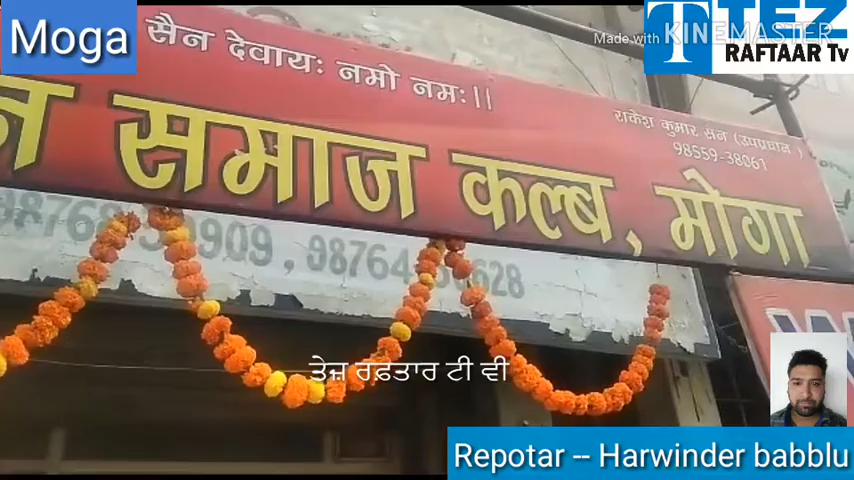 Moga
TEZ
RAFTAAR Tv
Made with KINEMASTER
सैन देवायः नमो नमः||
राकेश कुमार सैन (उपप्रधान)
98559-38061
न समाज कल्ब, मोगा
909, 98764 628
ਤੇਜ਼ ਰਫ਼ਤਾਰ ਟੀ ਵੀ
Repotar -- Harwinder babblu